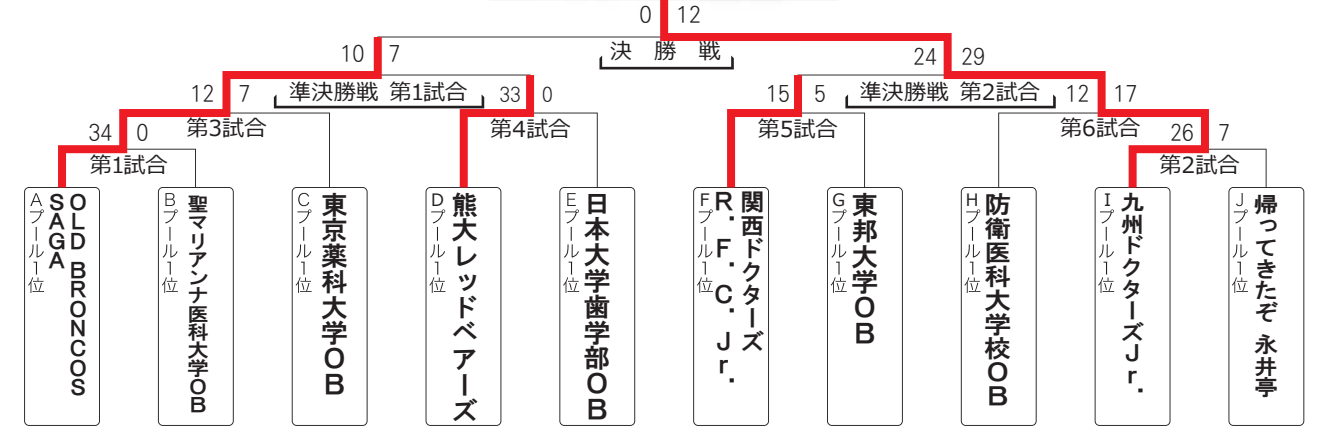 0 12
決 勝 戦
10 7
24 29
準決勝戦 第1試合
準決勝戦 第2試合
12 7
33 0
15 5
12 17
第3試合
第4試合
第5試合
第6試合
34 0
26 7
第1試合
第2試合
Aプール1位
OLD BRONCOS
SAGA
Bプール1位
聖マリアンナ医科大学OB
Cプール1位
東京薬科大学OB
Dプール1位
熊大レッドベアーズ
Eプール1位
日本大学歯学部OB
Fプール1位
関西ドクターズ
R.F.C.Jr.
Gプール1位
東邦大学OB
Hプール1位
防衛医科大学校OB
Iプール1位
九州ドクターズJr.
Jプール1位
帰ってきたぞ 永井亭